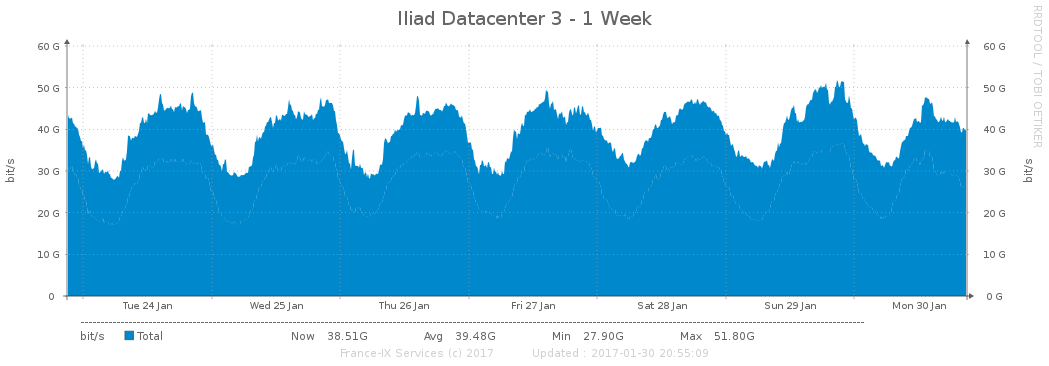 Iliad Datacenter 3 - 1 Week
RRDTOOL / TOBI OETIKER
60 G 60 G
50 G 50 G
40 G 40 G
30 G 30 G
20 G 20 G
10 G 10 G
0 0 G
bit/s
bit/s
Tue 24 Jan Wed 25 Jan Thu 26 Jan Fri 27 Jan Sat 28 Jan Sun 29 Jan Mon 30 Jan
bit/s Total Now 38.51G Avg 39.48G Min 27.90G Max 51.80G
France-IX Services (c) 2017 Updated : 2017-01-30 20:55:09